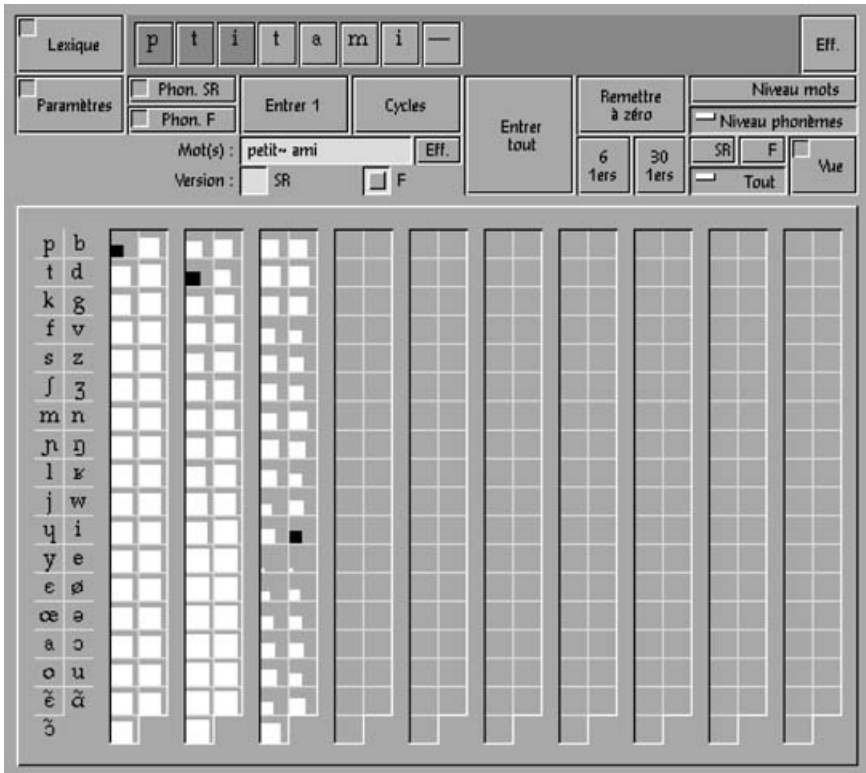 Lexique p t i t a m i — Eff.
Paramètres Phon. SR Entrer 1 Cycles Entrer tout Remettre à zéro Niveau mots
Phon. F Niveau phonèmes
Mot(s) : petit~ ami Eff. 6 1ers 30 1ers SR F Vue
Version : SR F Tout
p b
t d
k g
f v
s z
ʃ ʒ
m n
ɲ ŋ
l ʁ
j w
ɥ i
y e
ɛ ø
œ ə
a ɔ
o u
ɛ̃ ɑ̃
ɔ̃